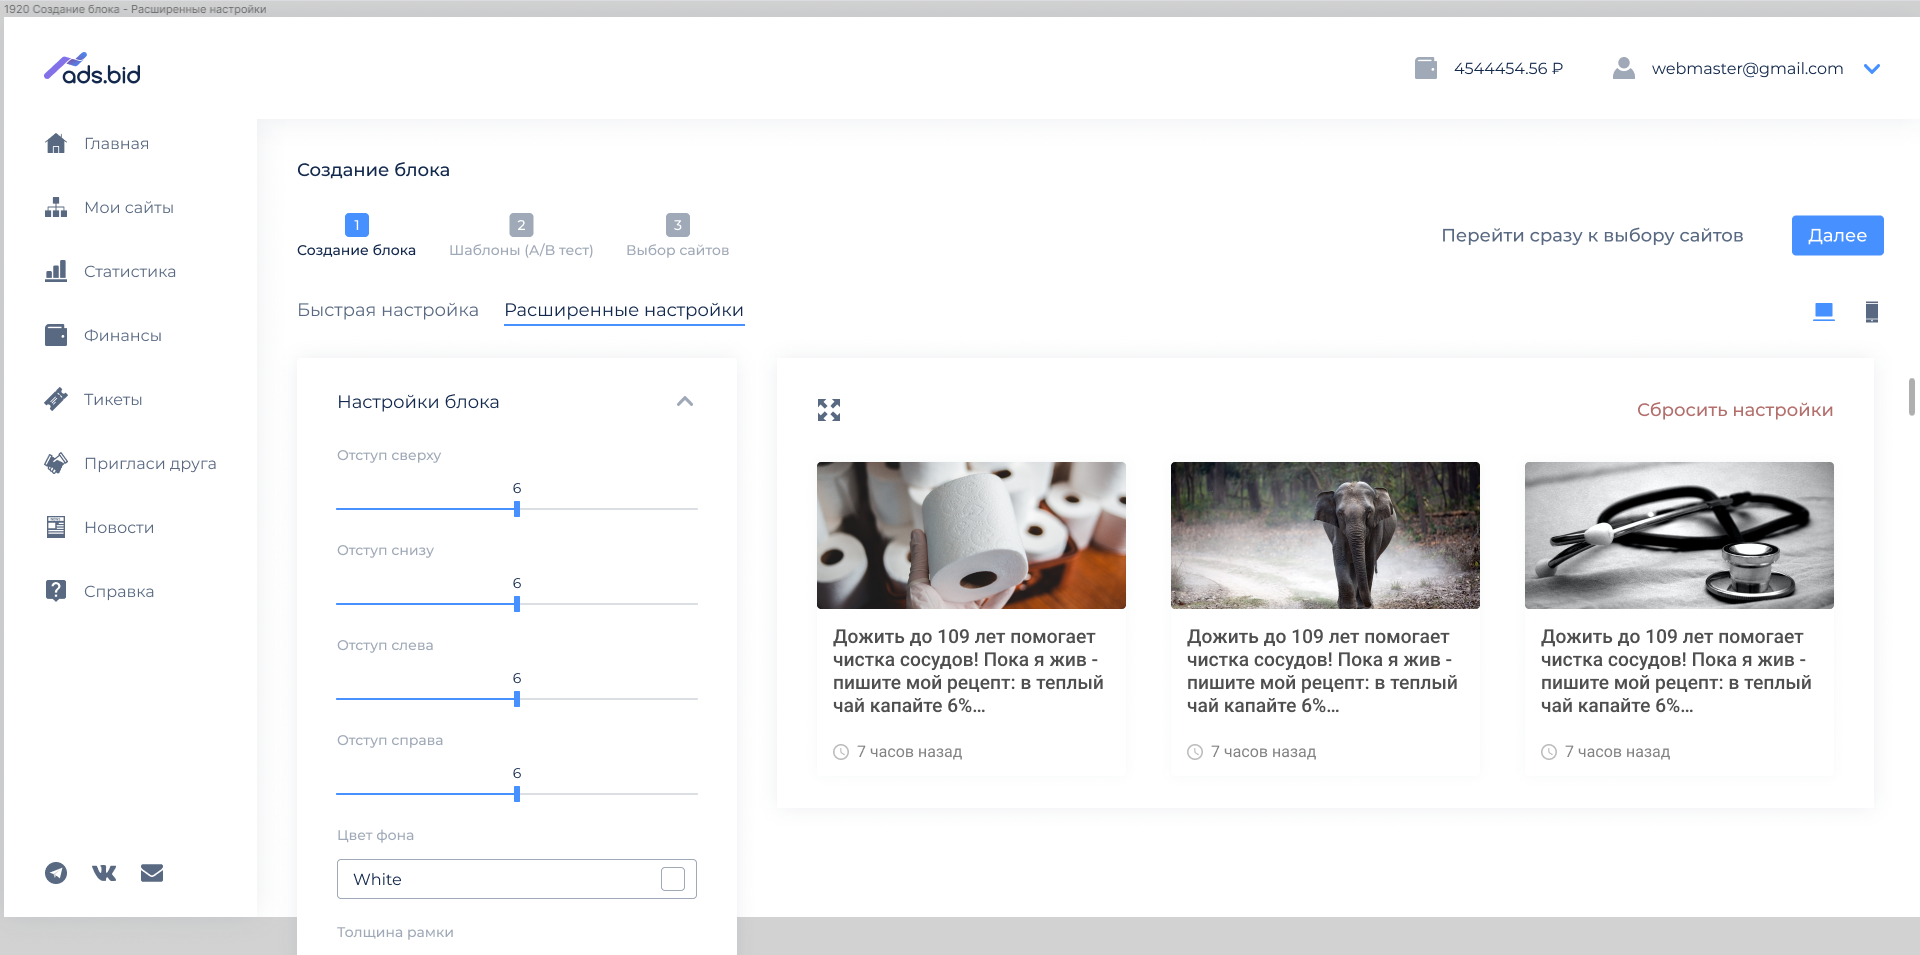 1920 Создание блока - Расширенные настройки
ads.bid
4544454.56 ₽
webmaster@gmail.com
Главная
Мои сайты
Статистика
Финансы
Тикеты
Пригласи друга
Новости
Справка
Создание блока
1
Создание блока
2
Шаблоны (A/B тест)
3
Выбор сайтов
Перейти сразу к выбору сайтов
Далее
Быстрая настройка
Расширенные настройки
Настройки блока
Отступ сверху
6
Отступ снизу
6
Отступ слева
6
Отступ справа
6
Цвет фона
White
Толщина рамки
Сбросить настройки
Дожить до 109 лет помогает
чистка сосудов! Пока я жив -
пишите мой рецепт: в теплый
чай капайте 6%...
7 часов назад
Дожить до 109 лет помогает
чистка сосудов! Пока я жив -
пишите мой рецепт: в теплый
чай капайте 6%...
7 часов назад
Дожить до 109 лет помогает
чистка сосудов! Пока я жив -
пишите мой рецепт: в теплый
чай капайте 6%...
7 часов назад